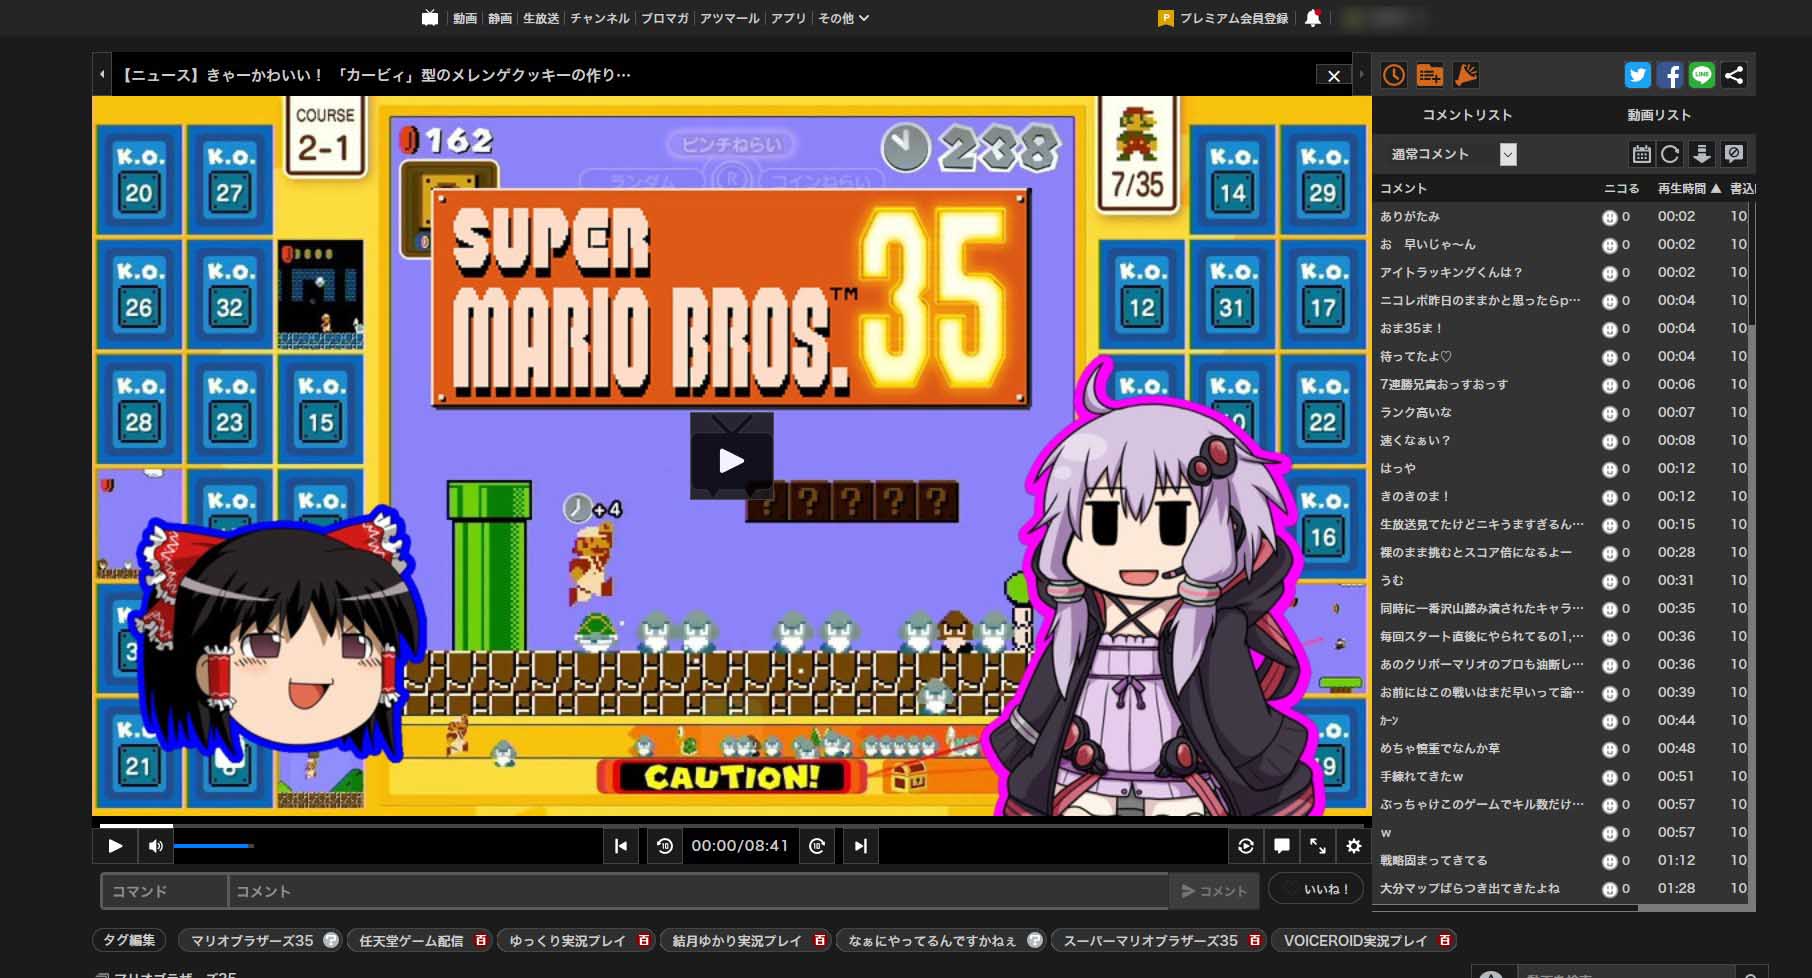 動画 静画 生放送 チャンネル ブロマガ アツマール アプリ その他
P プレミアム会員登録
【ニュース】きゃーかわいい！ 「カービィ」型のメレンゲクッキーの作り…
コメントリスト 動画リスト
通常コメント
コメント ニコる 再生時間 ▲ 書込
ありがたみ 0 00:02 10
お　早いじゃ～ん 0 00:02 10
アイトラッキングくんは？ 0 00:02 10
ニコレポ昨日のままかと思ったらp… 0 00:04 10
おま35ま！ 0 00:04 10
待ってたよ♡ 0 00:04 10
7連勝兄貴おっすおっす 0 00:06 10
ランク高いな 0 00:07 10
速くなぁい？ 0 00:08 10
はっや 0 00:12 10
きのきのま！ 0 00:12 10
生放送見てたけどニキうますぎるん… 0 00:15 10
裸のまま挑むとスコア倍になるよー 0 00:28 10
うむ 0 00:31 10
同時に一番沢山踏み潰されたキャラ… 0 00:35 10
毎回スタート直後にやられてるの1,… 0 00:36 10
あのクリボーマリオのプロも油断し… 0 00:36 10
お前にはこの戦いはまだ早いって諭… 0 00:39 10
ｶｰﾝ 0 00:44 10
めちゃ慎重でなんか草 0 00:48 10
手練れてきたｗ 0 00:51 10
ぶっちゃけこのゲームでキル数だけ… 0 00:57 10
w 0 00:57 10
戦略固まってきてる 0 01:12 10
大分マップばらつき出てきたよね 0 01:28 10
COURSE
2-1
162
ピンチねらい
238
7/35
ランダム R コインねらい
K.O. 20
K.O. 27
K.O. 14
K.O. 29
SUPER
MARIO BROS.™ 35
K.O. 26
K.O. 32
K.O. 12
K.O. 31
K.O. 17
K.O. 28
K.O. 23
K.O. 15
K.O.
K.O.
K.O. 22
K.O.
K.O.
K.O. 16
+4
? ? ? ? ?
K.O. 21
CAUTION!
00:00/08:41
コマンド コメント コメント いいね！
タグ編集 マリオブラザーズ35 任天堂ゲーム配信 百 ゆっくり実況プレイ 百 結月ゆかり実況プレイ 百 なぁにやってるんですかねぇ スーパーマリオブラザーズ35 百 VOICEROID実況プレイ 百
マリオブラザーズ35